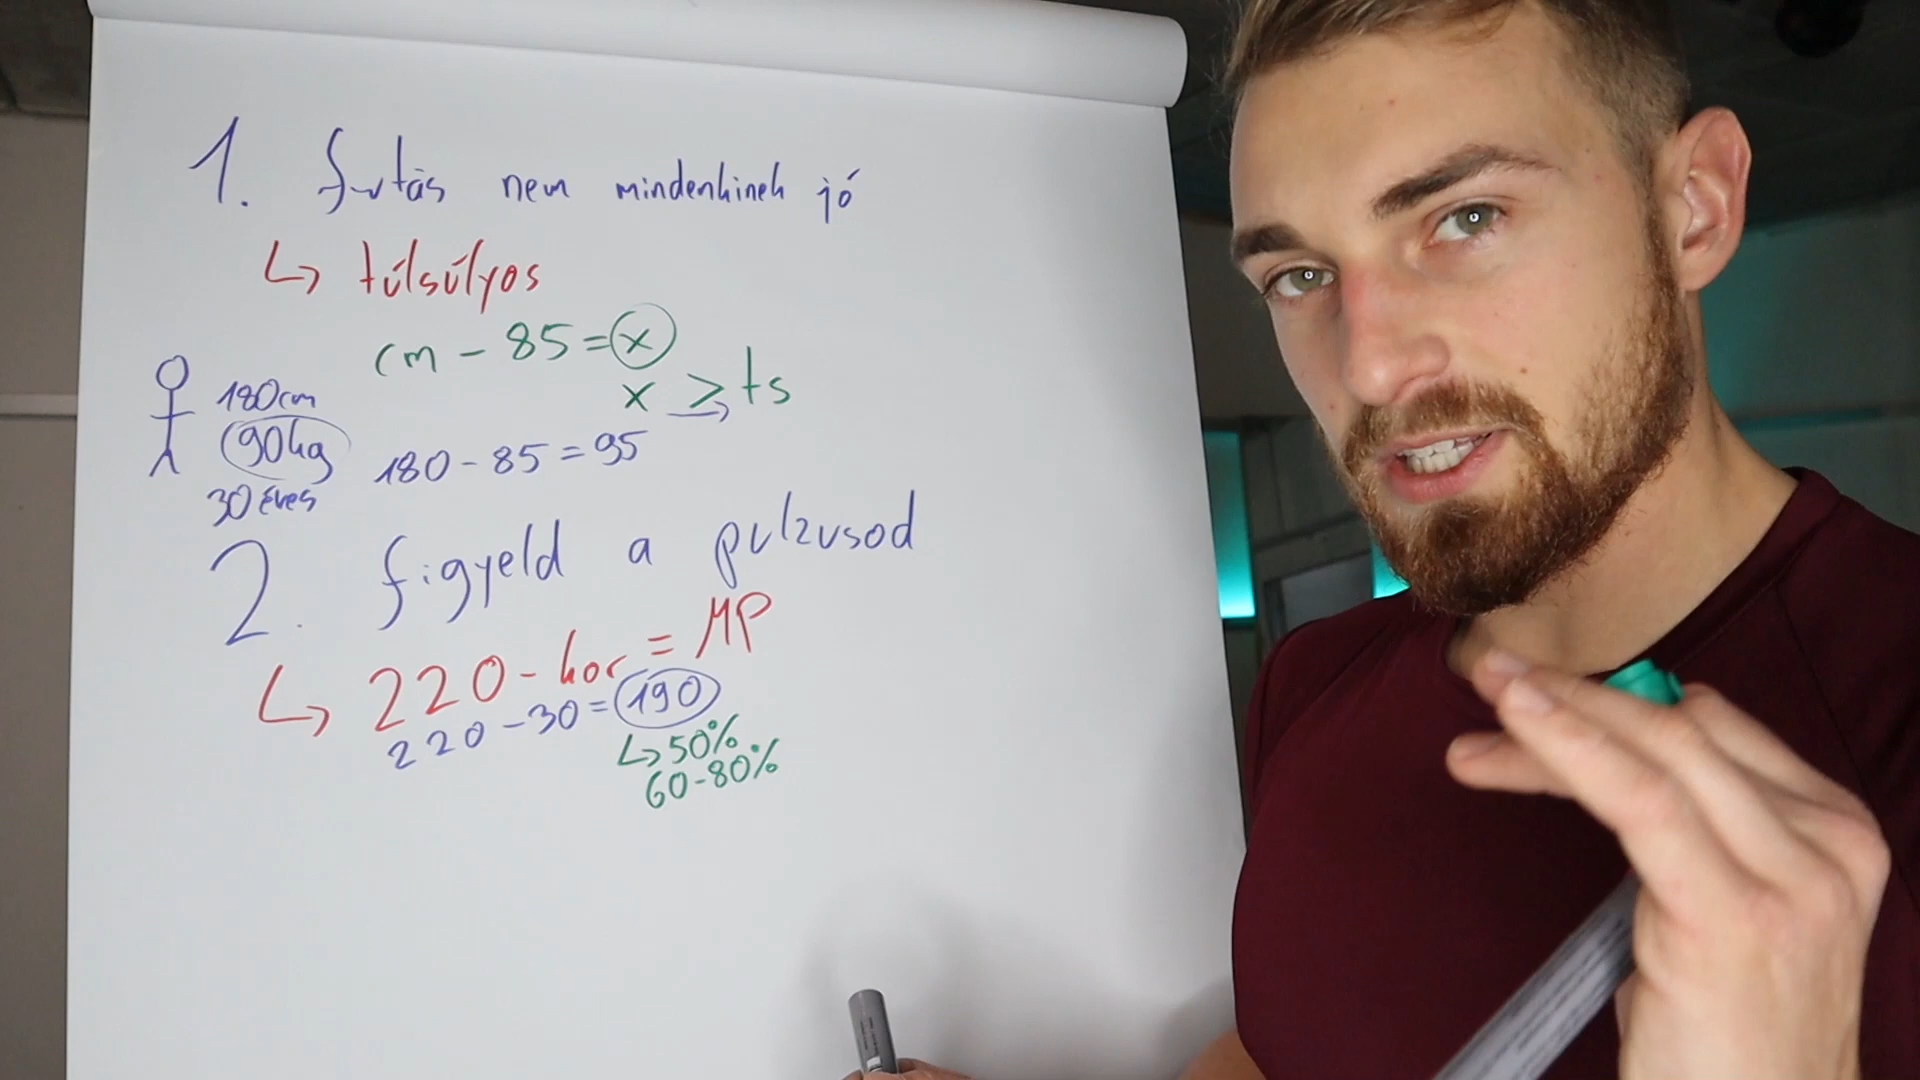 1. futás nem mindenkinek jó
↳ túlsúlyos
cm - 85 = x
x ≥ ts
180cm
90kg
30 éves
180 - 85 = 95
2. figyeld a pulzusod
↳ 220 - kor = MP
220 - 30 = 190
↳ 50%
60-80%